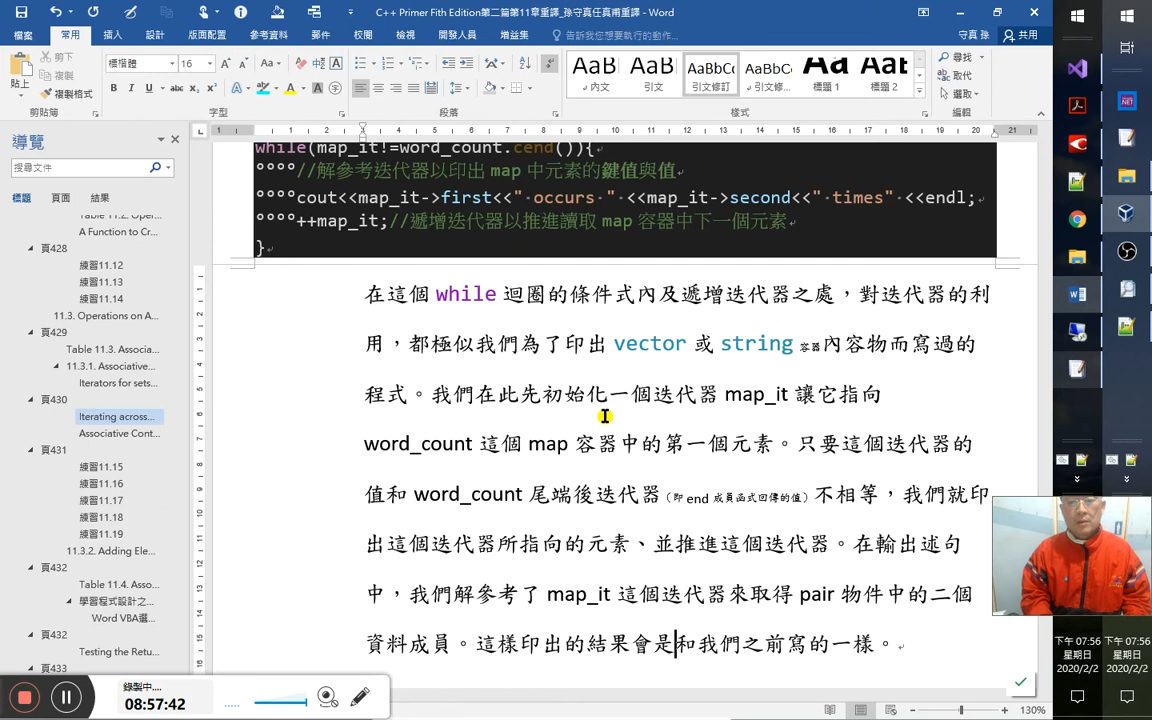 C++ Primer Fith Edition第二篇第11章重譯_孫守真任真甫重譯 - Word
檔案 常用 插入 設計 版面配置 參考資料 郵件 校閱 檢視 開發人員 增益集 告訴我您想要執行的動作... 守真 孫 共用
貼上 剪下 複製 複製格式 剪貼簿
標楷體 16 字型
段落
AaB AaB AaBbCc AaBbC AaB AaB
內文 引文 引文修訂 引文修... 標題 1 標題 2
樣式
尋找 取代 選取 編輯
導覽
搜尋文件
標題 頁面 結果
Table 11.2. Oper...
A Function to Cr...
頁428
練習11.12
練習11.13
練習11.14
11.3. Operations on A...
頁429
Table 11.3. Associa...
11.3.1. Associative...
Iterators for sets...
頁430
Iterating across...
Associative Cont...
頁431
練習11.15
練習11.16
練習11.17
練習11.18
練習11.19
11.3.2. Adding Ele...
頁432
Table 11.4. Asso...
學習程式設計之...
Word VBA選...
頁432
Testing the Retu...
頁433
while(map_it!=word_count.cend()){
//解參考迭代器以印出 map 中元素的鍵值與值
cout<<map_it->first<<" occurs " <<map_it->second<<" times" <<endl;
++map_it;//遞增迭代器以推進讀取 map 容器中下一個元素
}
在這個 while 迴圈的條件式內及遞增迭代器之處，對迭代器的利
用，都極似我們為了印出 vector 或 string 容器內容物而寫過的
程式。我們在此先初始化一個迭代器 map_it 讓它指向
word_count 這個 map 容器中的第一個元素。只要這個迭代器的
值和 word_count 尾端後迭代器（即 end 成員函式回傳的值）不相等，我們就印
出這個迭代器所指向的元素、並推進這個迭代器。在輸出述句
中，我們解參考了 map_it 這個迭代器來取得 pair 物件中的二個
資料成員。這樣印出的結果會是和我們之前寫的一樣。
錄製中...
08:57:42
130%
下午 07:56 下午 07:56
星期日 星期日
2020/2/2 2020/2/2